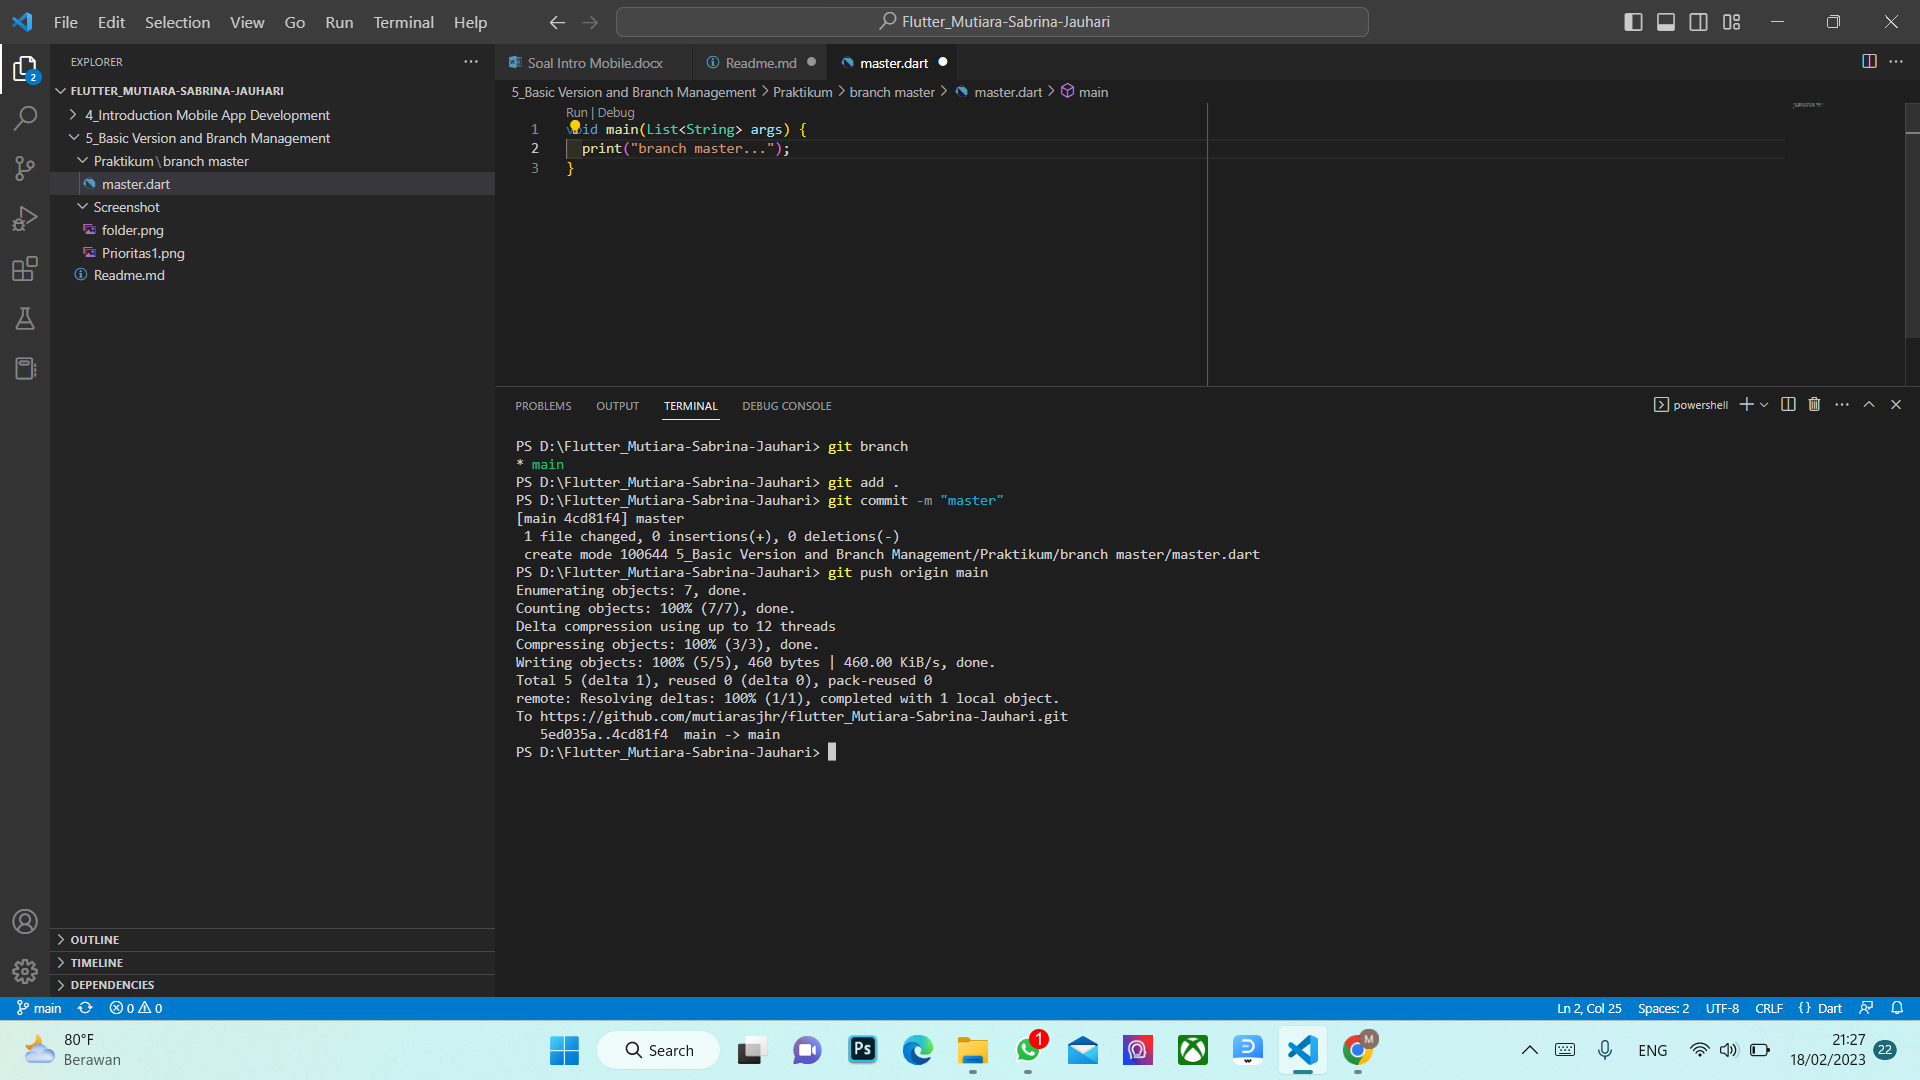 File Edit Selection View Go Run Terminal Help
Flutter_Mutiara-Sabrina-Jauhari
EXPLORER
FLUTTER_MUTIARA-SABRINA-JAUHARI
4_Introduction Mobile App Development
5_Basic Version and Branch Management
Praktikum\branch master
master.dart
Screenshot
folder.png
Prioritas1.png
Readme.md
OUTLINE
TIMELINE
DEPENDENCIES
Soal Intro Mobile.docx Readme.md master.dart
5_Basic Version and Branch Management > Praktikum > branch master > master.dart > main
Run | Debug
1 void main(List<String> args) {
2 print("branch master...");
3 }
PROBLEMS OUTPUT TERMINAL DEBUG CONSOLE
powershell
PS D:\Flutter_Mutiara-Sabrina-Jauhari> git branch
* main
PS D:\Flutter_Mutiara-Sabrina-Jauhari> git add .
PS D:\Flutter_Mutiara-Sabrina-Jauhari> git commit -m "master"
[main 4cd81f4] master
1 file changed, 0 insertions(+), 0 deletions(-)
create mode 100644 5_Basic Version and Branch Management/Praktikum/branch master/master.dart
PS D:\Flutter_Mutiara-Sabrina-Jauhari> git push origin main
Enumerating objects: 7, done.
Counting objects: 100% (7/7), done.
Delta compression using up to 12 threads
Compressing objects: 100% (3/3), done.
Writing objects: 100% (5/5), 460 bytes | 460.00 KiB/s, done.
Total 5 (delta 1), reused 0 (delta 0), pack-reused 0
remote: Resolving deltas: 100% (1/1), completed with 1 local object.
To https://github.com/mutiarasjhr/flutter_Mutiara-Sabrina-Jauhari.git
5ed035a..4cd81f4  main -> main
PS D:\Flutter_Mutiara-Sabrina-Jauhari>
2
main 0 0
Ln 2, Col 25 Spaces: 2 UTF-8 CRLF {} Dart
80°F
Berawan
Search
Ps
1
M
ENG
21:27
18/02/2023
22